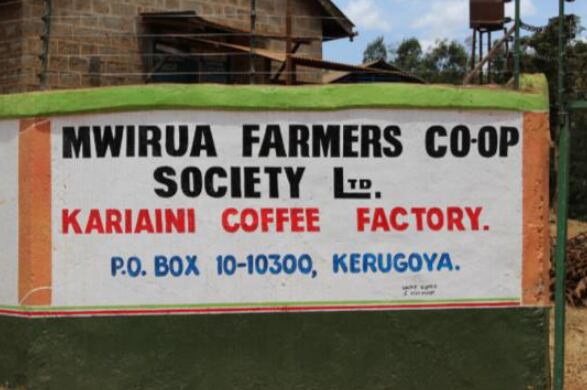 MWIRUA FARMERS CO-OP
SOCIETY LTD.
KARIAINI COFFEE FACTORY.
P.O. BOX 10-10300, KERUGOYA.